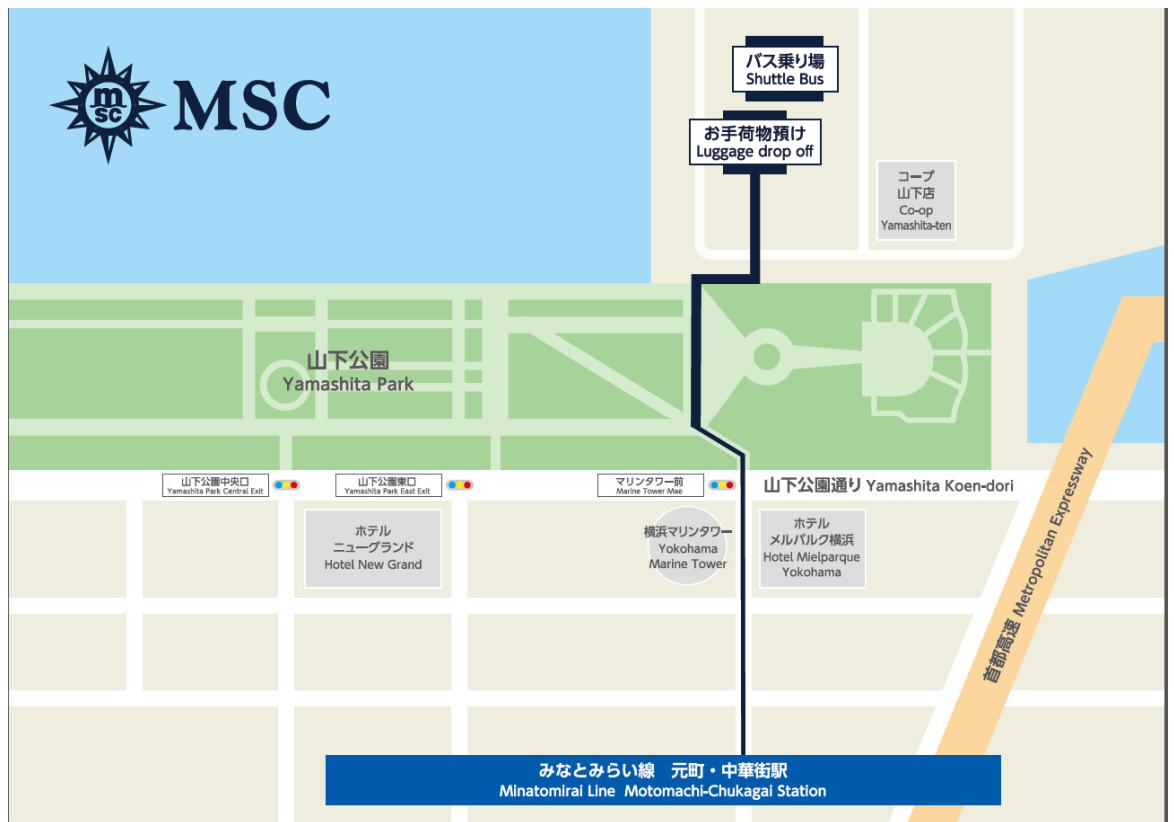 msc MSC
バス乗り場
Shuttle Bus
お手荷物預け
Luggage drop off
コープ
山下店
Co-op
Yamashita-ten
山下公園
Yamashita Park
山下公園中央口
Yamashita Park Central Exit
山下公園東口
Yamashita Park East Exit
マリンタワー前
Marine Tower Mae
山下公園通り Yamashita Koen-dori
ホテル
ニューグランド
Hotel New Grand
横浜マリンタワー
Yokohama
Marine Tower
ホテル
メルパルク横浜
Hotel Mielparque
Yokohama
首都高速 Metropolitan Expressway
みなとみらい線 元町・中華街駅
Minatomirai Line Motomachi-Chukagai Station